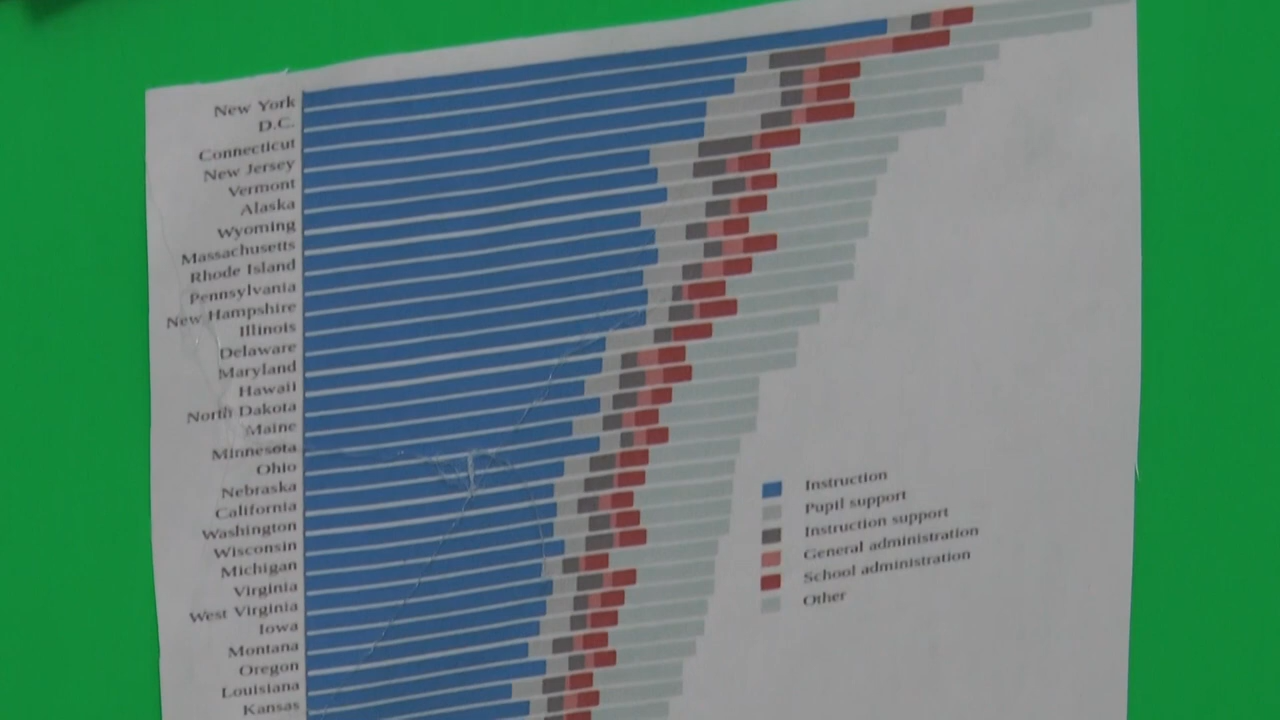 New York
D.C.
Connecticut
New Jersey
Vermont
Alaska
Wyoming
Massachusetts
Rhode Island
Pennsylvania
New Hampshire
Illinois
Delaware
Maryland
Hawaii
North Dakota
Maine
Minnesota
Ohio
Nebraska
California
Washington
Wisconsin
Michigan
Virginia
West Virginia
Iowa
Montana
Oregon
Louisiana
Kansas
Instruction
Pupil support
Instruction support
General administration
School administration
Other